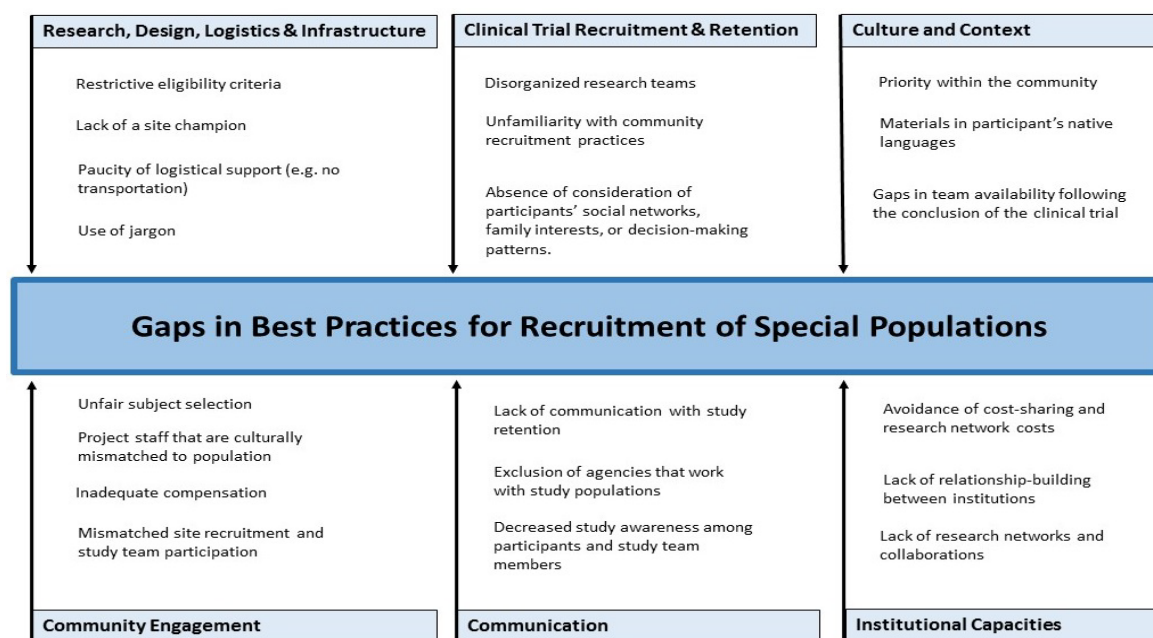 Research, Design, Logistics & Infrastructure
Restrictive eligibility criteria
Lack of a site champion
Paucity of logistical support (e.g. no
transportation)
Use of jargon
Clinical Trial Recruitment & Retention
Disorganized research teams
Unfamiliarity with community
recruitment practices
Absence of consideration of
participants’ social networks,
family interests, or decision-making
patterns.
Culture and Context
Priority within the community
Materials in participant’s native
languages
Gaps in team availability following
the conclusion of the clinical trial
Gaps in Best Practices for Recruitment of Special Populations
Unfair subject selection
Project staff that are culturally
mismatched to population
Inadequate compensation
Mismatched site recruitment and
study team participation
Community Engagement
Lack of communication with study
retention
Exclusion of agencies that work
with study populations
Decreased study awareness among
participants and study team
members
Communication
Avoidance of cost-sharing and
research network costs
Lack of relationship-building
between institutions
Lack of research networks and
collaborations
Institutional Capacities